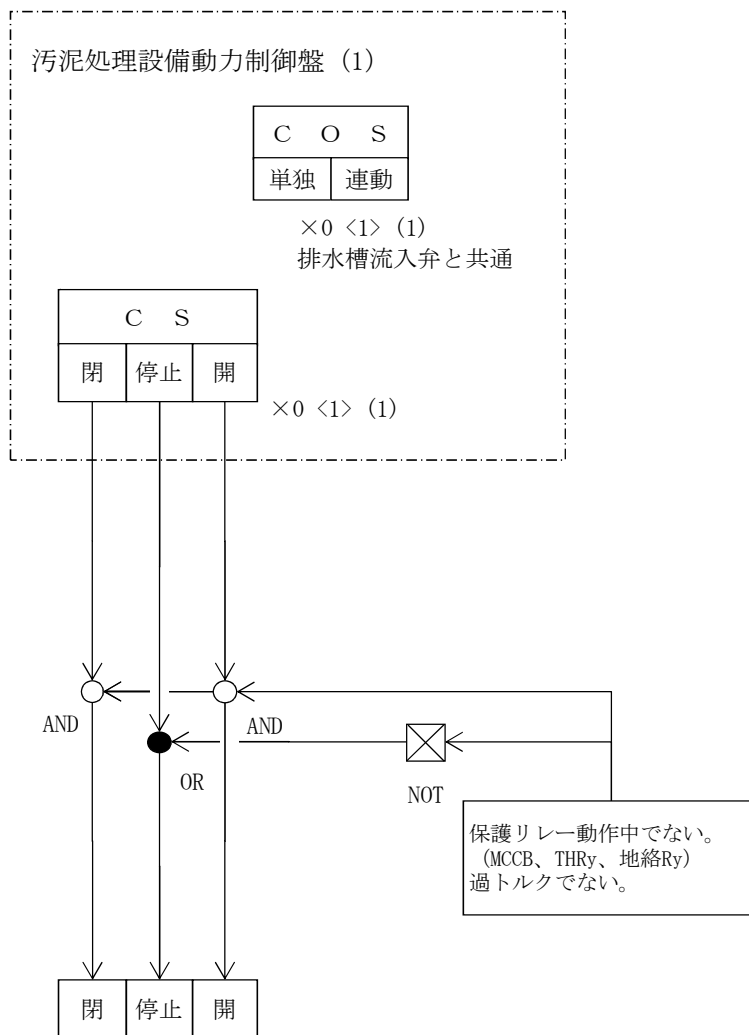 汚泥処理設備動力制御盤 (1)
C O S
単独 連動
×0 <1> (1)
排水槽流入弁と共通
C S
閉 停止 開
×0 <1> (1)
AND
AND
OR
NOT
保護リレー動作中でない。
(MCCB、THRy、地絡Ry)
過トルクでない。
閉 停止 開